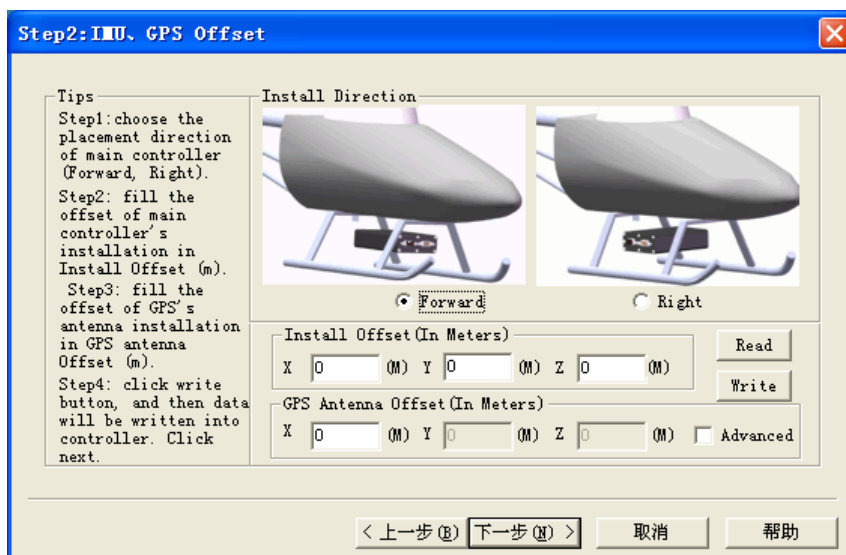 Step2:IMU、GPS Offset
Tips
Step1:choose the
placement direction
of main controller
(Forward, Right).
Step2: fill the
offset of main
controller's
installation in
Install Offset (m).
Step3: fill the
offset of GPS's
antenna installation
in GPS antenna
Offset (m).
Step4: click write
button, and then data
will be written into
controller. Click
next.
Install Direction
Forward
Right
Install Offset(In Meters)
X 0 (M) Y 0 (M) Z 0 (M)
Read
Write
GPS Antenna Offset(In Meters)
X 0 (M) Y 0 (M) Z 0 (M) Advanced
< 上一步(B) 下一步(N) > 取消 帮助